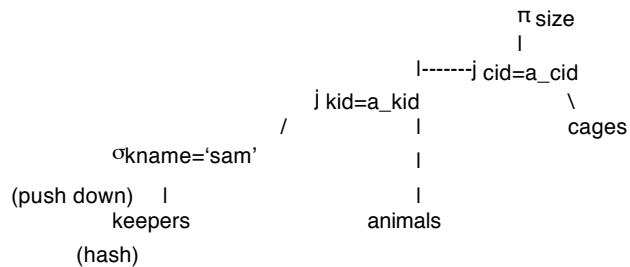 π size
|
|-------j cid=a_cid
j kid=a_kid \
/ | cages
σkname=‘sam’ |
(push down) | |
keepers animals
(hash)